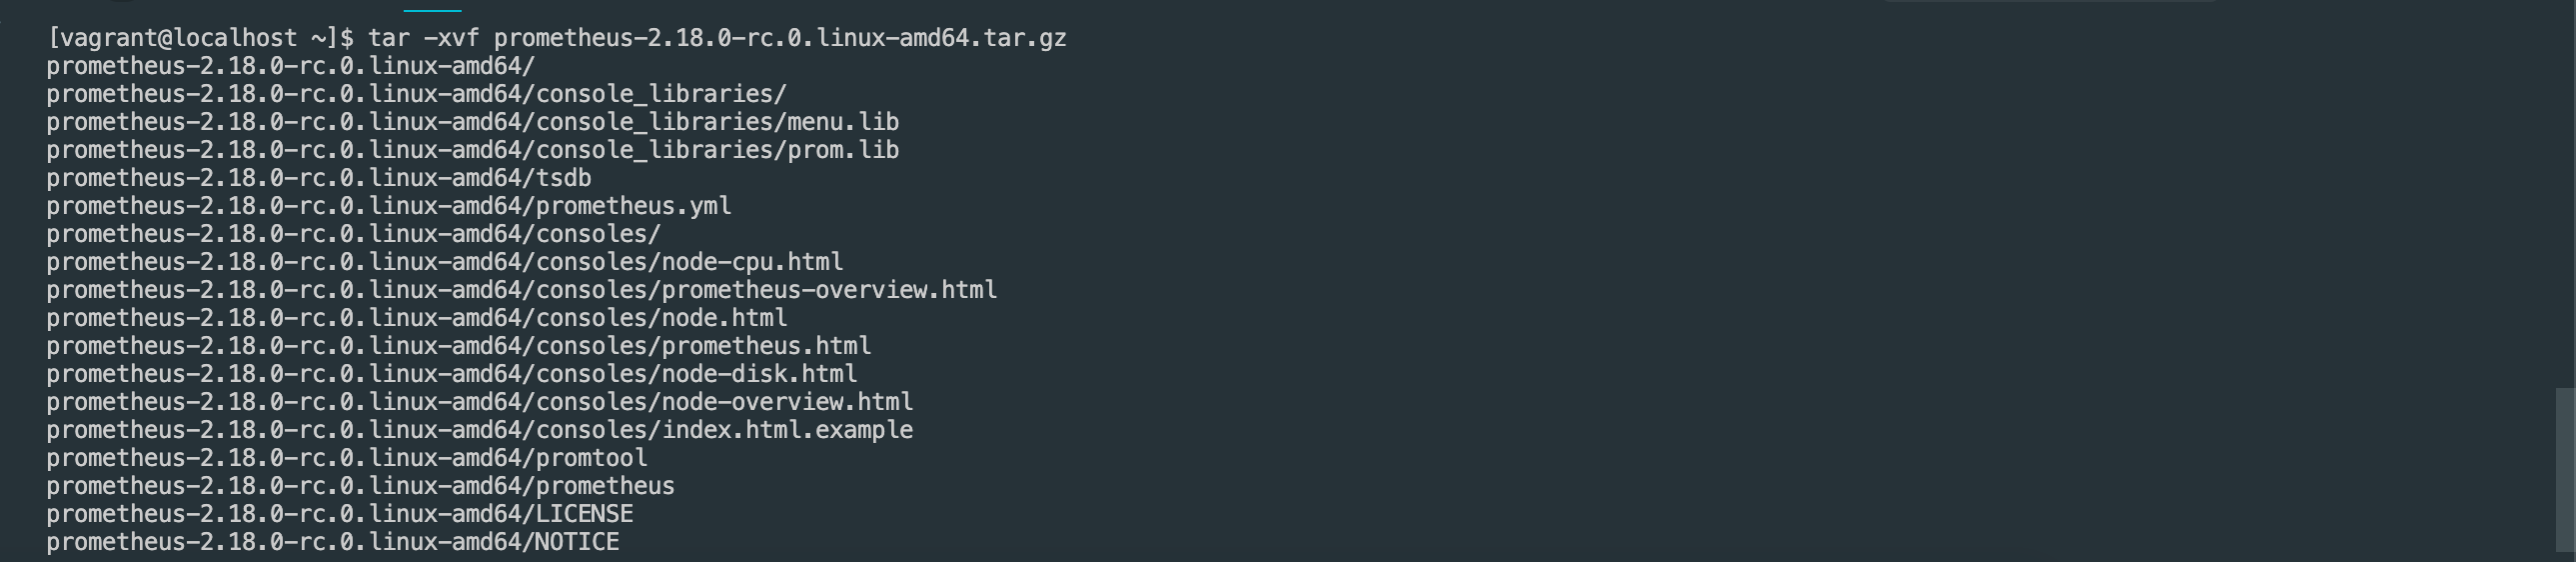 [vagrant@localhost ~]$ tar -xvf prometheus-2.18.0-rc.0.linux-amd64.tar.gz
prometheus-2.18.0-rc.0.linux-amd64/
prometheus-2.18.0-rc.0.linux-amd64/console_libraries/
prometheus-2.18.0-rc.0.linux-amd64/console_libraries/menu.lib
prometheus-2.18.0-rc.0.linux-amd64/console_libraries/prom.lib
prometheus-2.18.0-rc.0.linux-amd64/tsdb
prometheus-2.18.0-rc.0.linux-amd64/prometheus.yml
prometheus-2.18.0-rc.0.linux-amd64/consoles/
prometheus-2.18.0-rc.0.linux-amd64/consoles/node-cpu.html
prometheus-2.18.0-rc.0.linux-amd64/consoles/prometheus-overview.html
prometheus-2.18.0-rc.0.linux-amd64/consoles/node.html
prometheus-2.18.0-rc.0.linux-amd64/consoles/prometheus.html
prometheus-2.18.0-rc.0.linux-amd64/consoles/node-disk.html
prometheus-2.18.0-rc.0.linux-amd64/consoles/node-overview.html
prometheus-2.18.0-rc.0.linux-amd64/consoles/index.html.example
prometheus-2.18.0-rc.0.linux-amd64/promtool
prometheus-2.18.0-rc.0.linux-amd64/prometheus
prometheus-2.18.0-rc.0.linux-amd64/LICENSE
prometheus-2.18.0-rc.0.linux-amd64/NOTICE